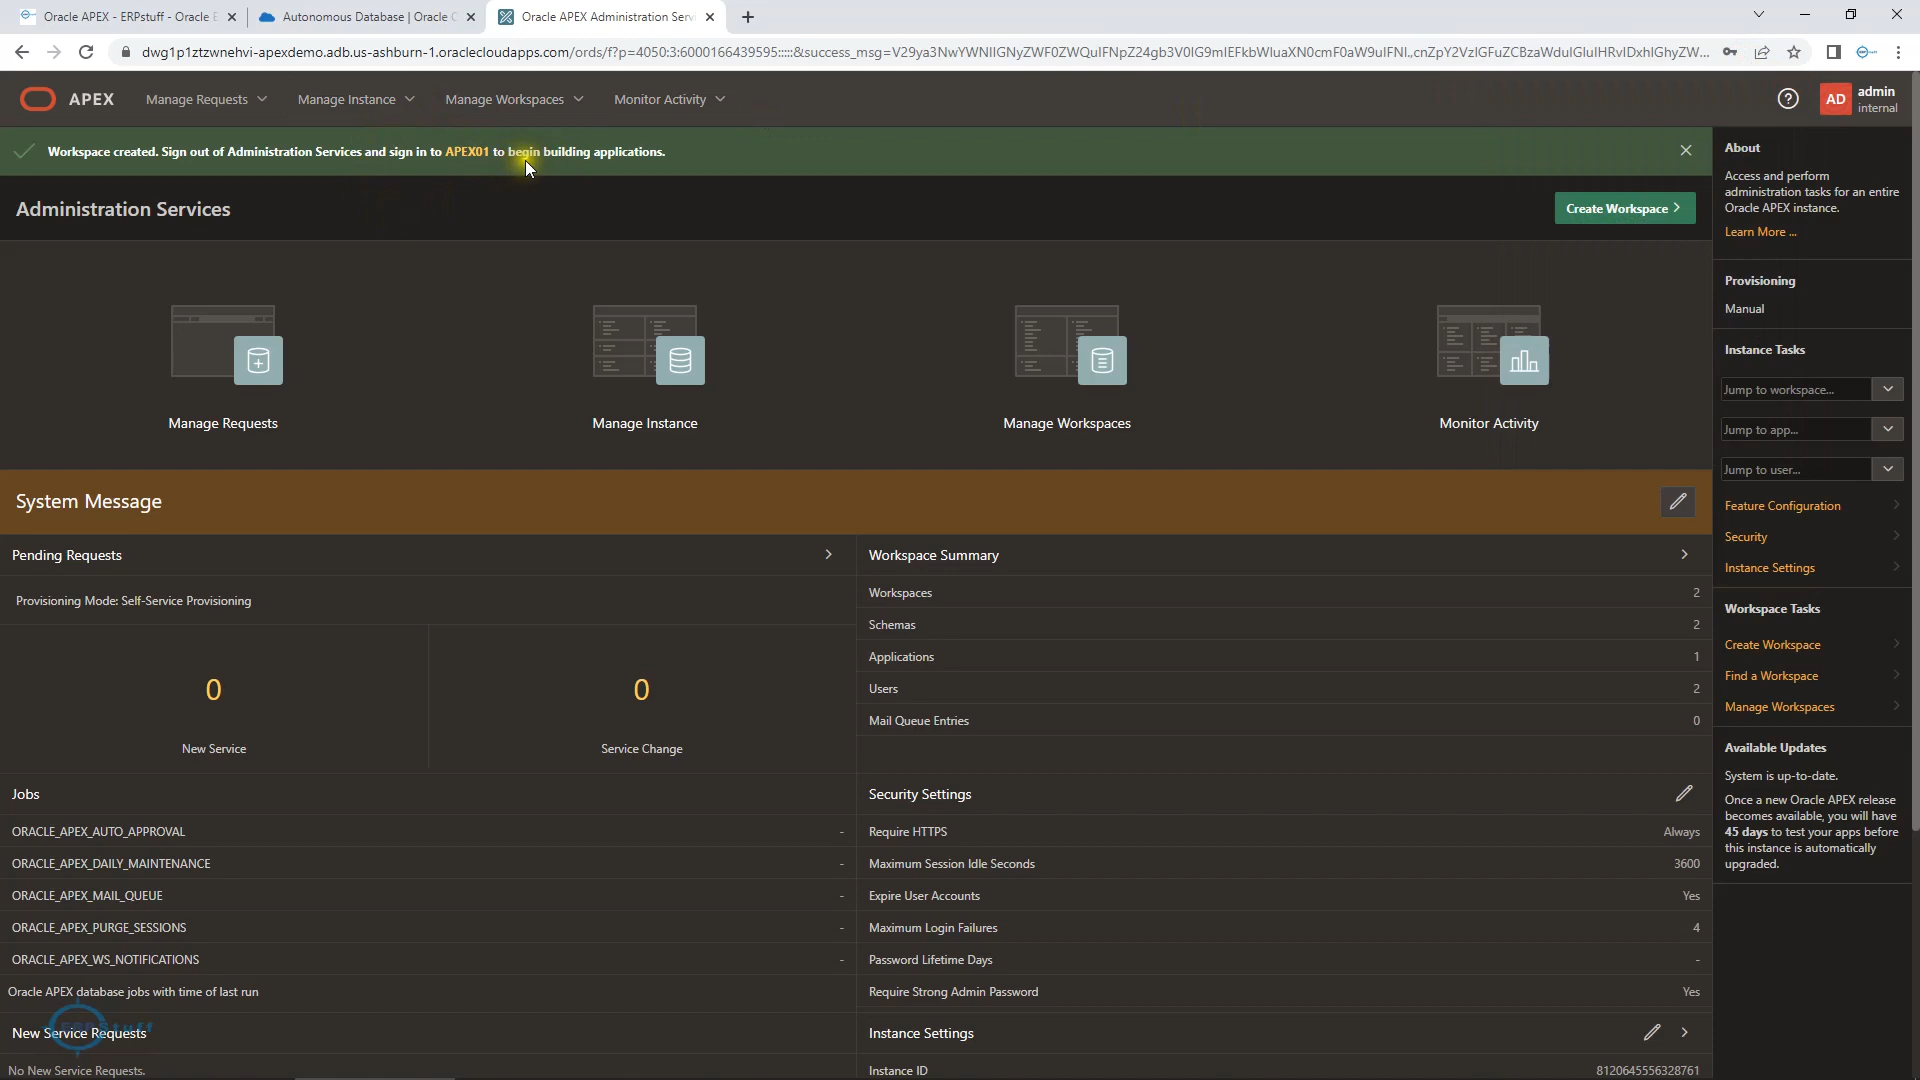 Oracle APEX - ERPstuff - Oracle E
Autonomous Database | Oracle C
Oracle APEX Administration Servi
dwg1p1ztzwnehvi-apexdemo.adb.us-ashburn-1.oraclecloudapps.com/ords/f?p=4050:3:6000166439595:::::&success_msg=V29ya3NwYWNlIGNyZWF0ZWQuIFNpZ24gb3V0IG9mIEFkbWluaXN0cmF0aW9uIFNl.,cnZpY2VzIGFuZCBzaWduIGluIHRvIDxhIGhyZW...
APEX
Manage Requests
Manage Instance
Manage Workspaces
Monitor Activity
AD
admin
internal
Workspace created. Sign out of Administration Services and sign in to APEX01 to begin building applications.
Administration Services
Create Workspace
Manage Requests
Manage Instance
Manage Workspaces
Monitor Activity
System Message
Pending Requests
Provisioning Mode: Self-Service Provisioning
0
New Service
0
Service Change
Workspace Summary
Workspaces 2
Schemas 2
Applications 1
Users 2
Mail Queue Entries 0
Jobs
ORACLE_APEX_AUTO_APPROVAL -
ORACLE_APEX_DAILY_MAINTENANCE -
ORACLE_APEX_MAIL_QUEUE -
ORACLE_APEX_PURGE_SESSIONS -
ORACLE_APEX_WS_NOTIFICATIONS -
Oracle APEX database jobs with time of last run
Security Settings
Require HTTPS Always
Maximum Session Idle Seconds 3600
Expire User Accounts Yes
Maximum Login Failures 4
Password Lifetime Days -
Require Strong Admin Password Yes
ERPStuff
New Service Requests
No New Service Requests.
Instance Settings
Instance ID 8120645556328761
About
Access and perform
administration tasks for an entire
Oracle APEX instance.
Learn More ...
Provisioning
Manual
Instance Tasks
Jump to workspace...
Jump to app...
Jump to user...
Feature Configuration
Security
Instance Settings
Workspace Tasks
Create Workspace
Find a Workspace
Manage Workspaces
Available Updates
System is up-to-date.
Once a new Oracle APEX release
becomes available, you will have
45 days to test your apps before
this instance is automatically
upgraded.